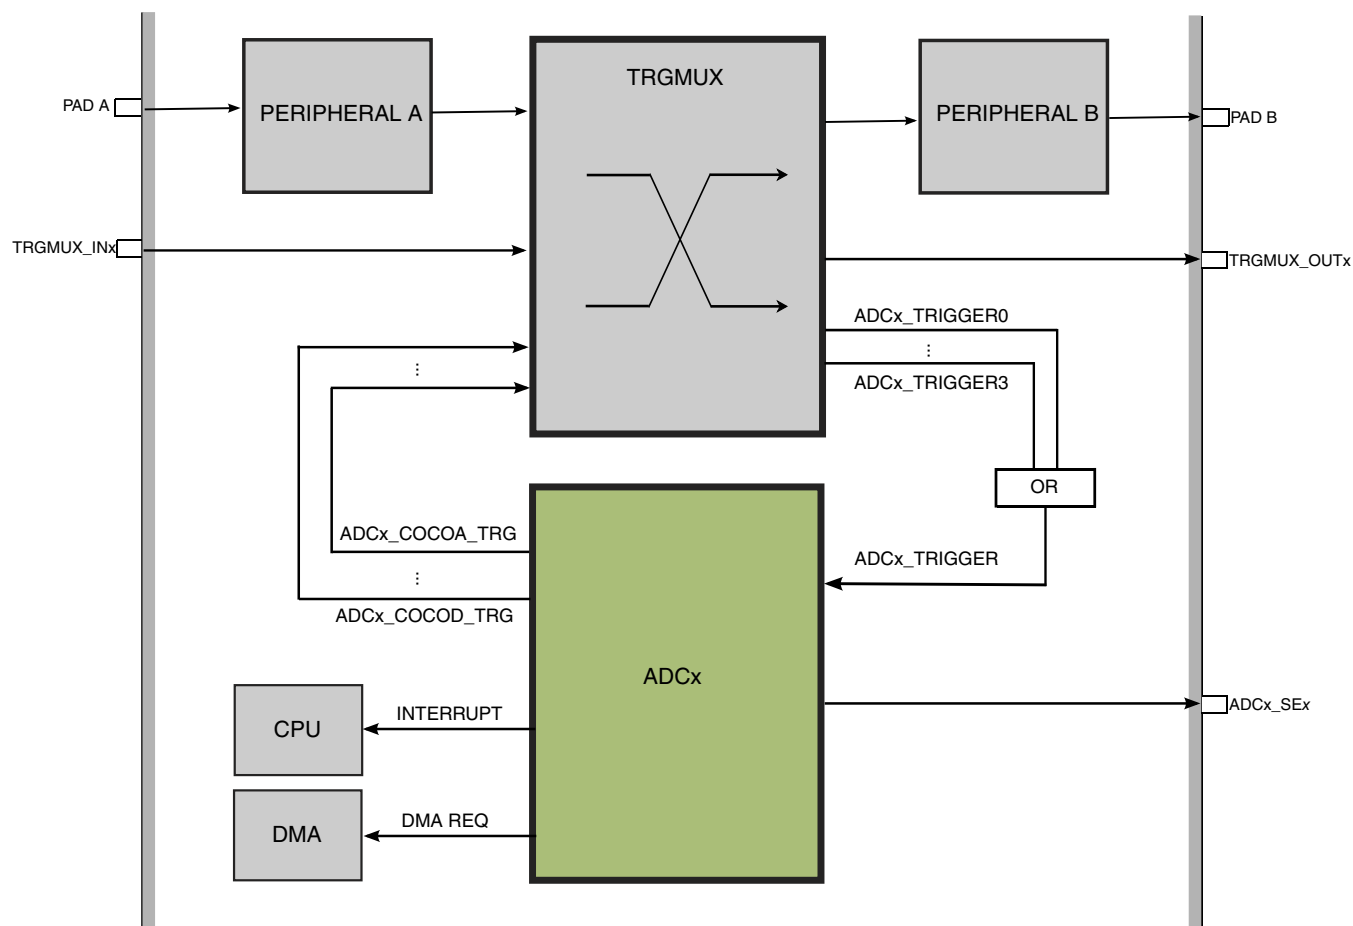 TRGMUX
PAD A
PERIPHERAL A
PERIPHERAL B
PAD B
TRGMUX_INx
TRGMUX_OUTx
ADCx_TRIGGER0
...
...
ADCx_TRIGGER3
OR
ADCx_COCOA_TRG
ADCx_TRIGGER
...
ADCx_COCOD_TRG
ADCx
ADCx_SEx
INTERRUPT
CPU
DMA REQ
DMA